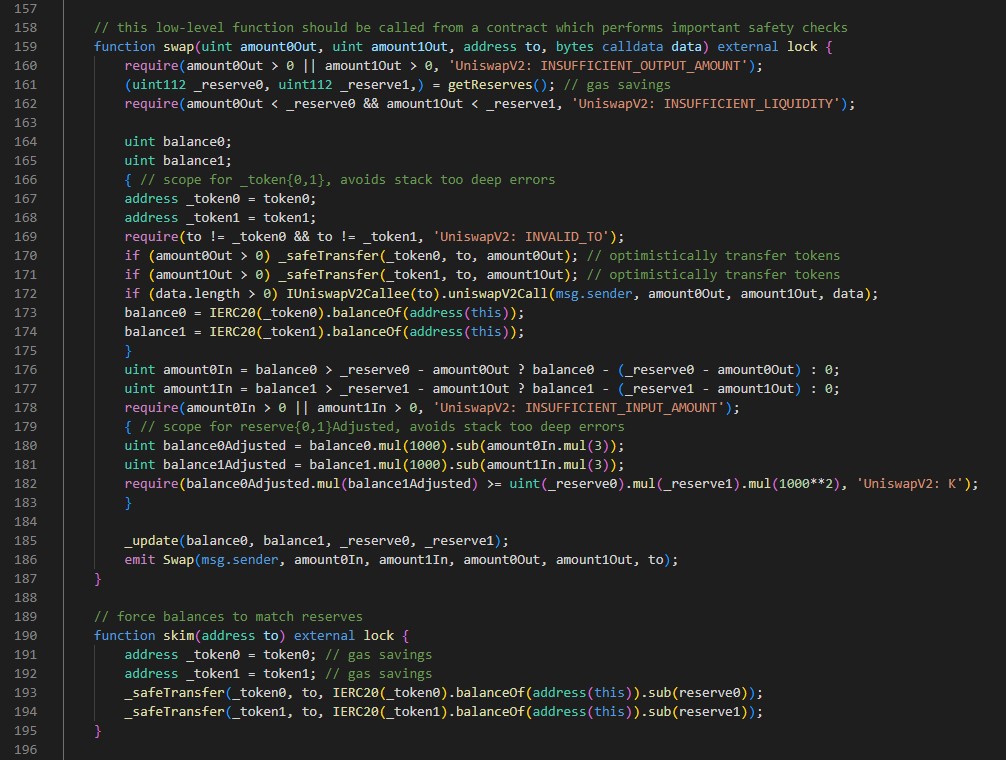 157
158 // this low-level function should be called from a contract which performs important safety checks
159 function swap(uint amount0Out, uint amount1Out, address to, bytes calldata data) external lock {
160 require(amount0Out > 0 || amount1Out > 0, 'UniswapV2: INSUFFICIENT_OUTPUT_AMOUNT');
161 (uint112 _reserve0, uint112 _reserve1,) = getReserves(); // gas savings
162 require(amount0Out < _reserve0 && amount1Out < _reserve1, 'UniswapV2: INSUFFICIENT_LIQUIDITY');
163
164 uint balance0;
165 uint balance1;
166 { // scope for _token{0,1}, avoids stack too deep errors
167 address _token0 = token0;
168 address _token1 = token1;
169 require(to != _token0 && to != _token1, 'UniswapV2: INVALID_TO');
170 if (amount0Out > 0) _safeTransfer(_token0, to, amount0Out); // optimistically transfer tokens
171 if (amount1Out > 0) _safeTransfer(_token1, to, amount1Out); // optimistically transfer tokens
172 if (data.length > 0) IUniswapV2Callee(to).uniswapV2Call(msg.sender, amount0Out, amount1Out, data);
173 balance0 = IERC20(_token0).balanceOf(address(this));
174 balance1 = IERC20(_token1).balanceOf(address(this));
175 }
176 uint amount0In = balance0 > _reserve0 - amount0Out ? balance0 - (_reserve0 - amount0Out) : 0;
177 uint amount1In = balance1 > _reserve1 - amount1Out ? balance1 - (_reserve1 - amount1Out) : 0;
178 require(amount0In > 0 || amount1In > 0, 'UniswapV2: INSUFFICIENT_INPUT_AMOUNT');
179 { // scope for reserve{0,1}Adjusted, avoids stack too deep errors
180 uint balance0Adjusted = balance0.mul(1000).sub(amount0In.mul(3));
181 uint balance1Adjusted = balance1.mul(1000).sub(amount1In.mul(3));
182 require(balance0Adjusted.mul(balance1Adjusted) >= uint(_reserve0).mul(_reserve1).mul(1000**2), 'UniswapV2: K');
183 }
184
185 _update(balance0, balance1, _reserve0, _reserve1);
186 emit Swap(msg.sender, amount0In, amount1In, amount0Out, amount1Out, to);
187 }
188
189 // force balances to match reserves
190 function skim(address to) external lock {
191 address _token0 = token0; // gas savings
192 address _token1 = token1; // gas savings
193 _safeTransfer(_token0, to, IERC20(_token0).balanceOf(address(this)).sub(reserve0));
194 _safeTransfer(_token1, to, IERC20(_token1).balanceOf(address(this)).sub(reserve1));
195 }
196